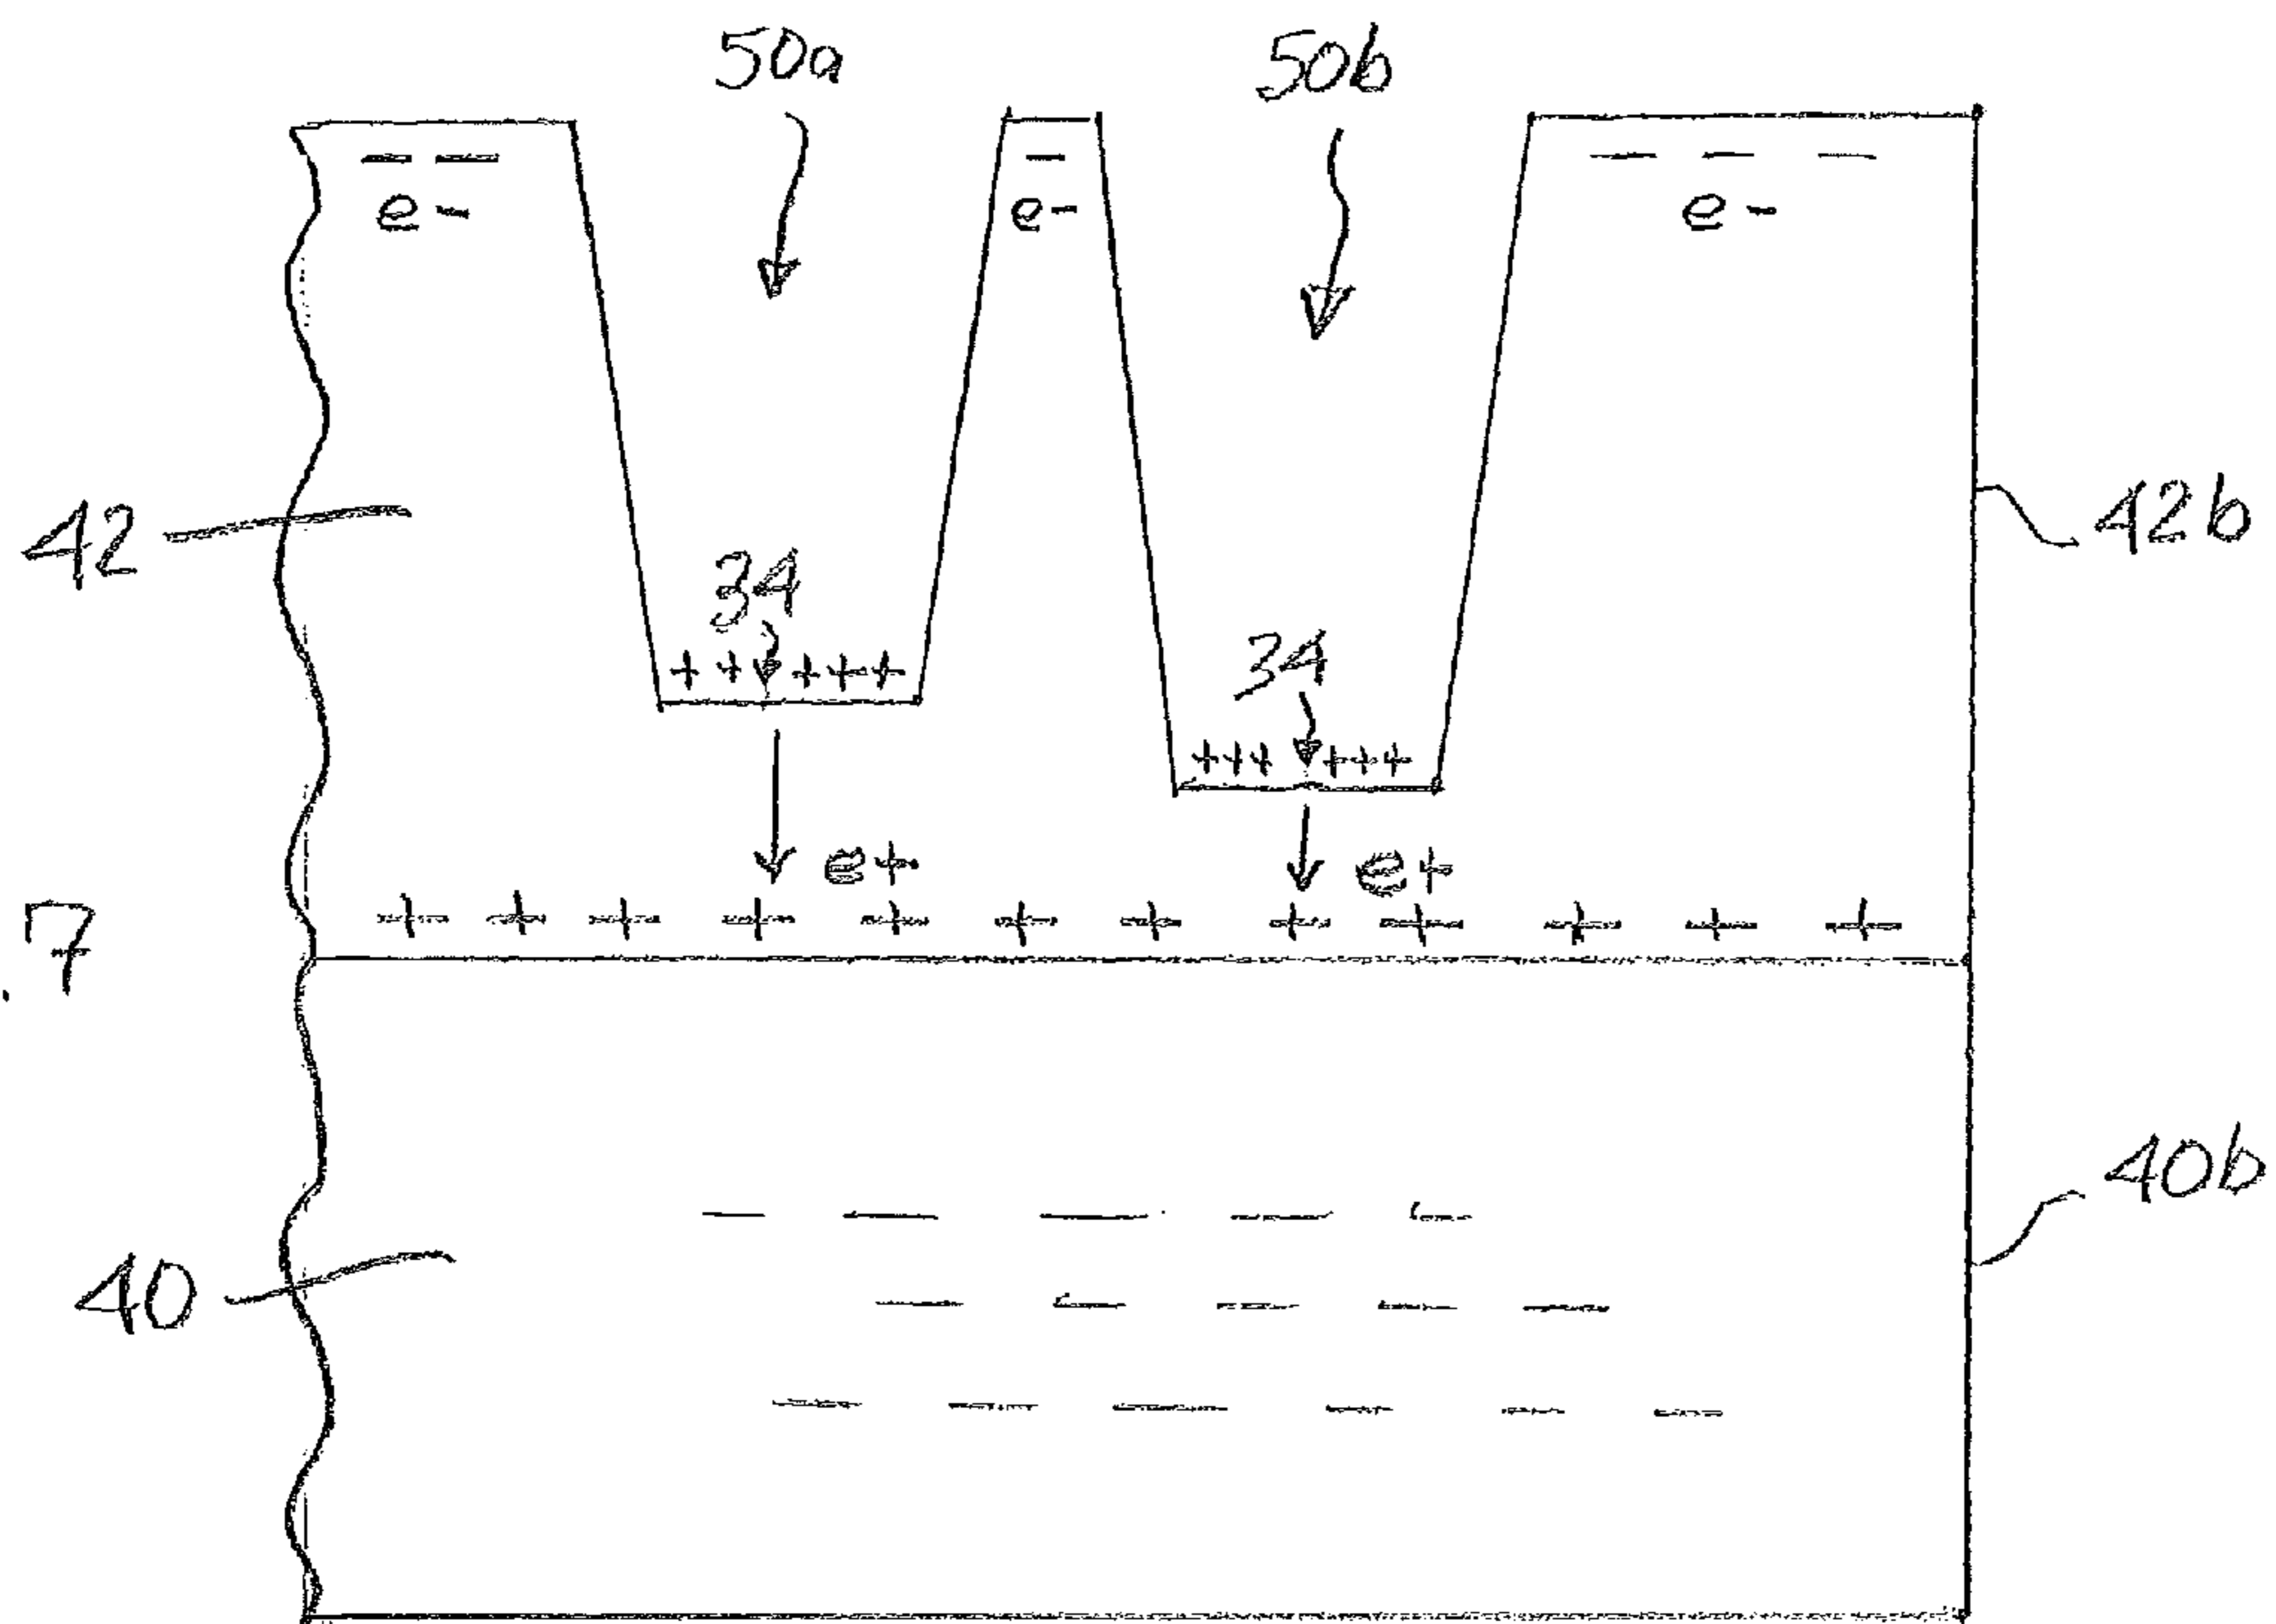 50a 50b
e- e- e-
42 42b
34
34
+ + + + +
+++ +++
e+ e+
+ + + + + + + + + + + +
.7
40b
40